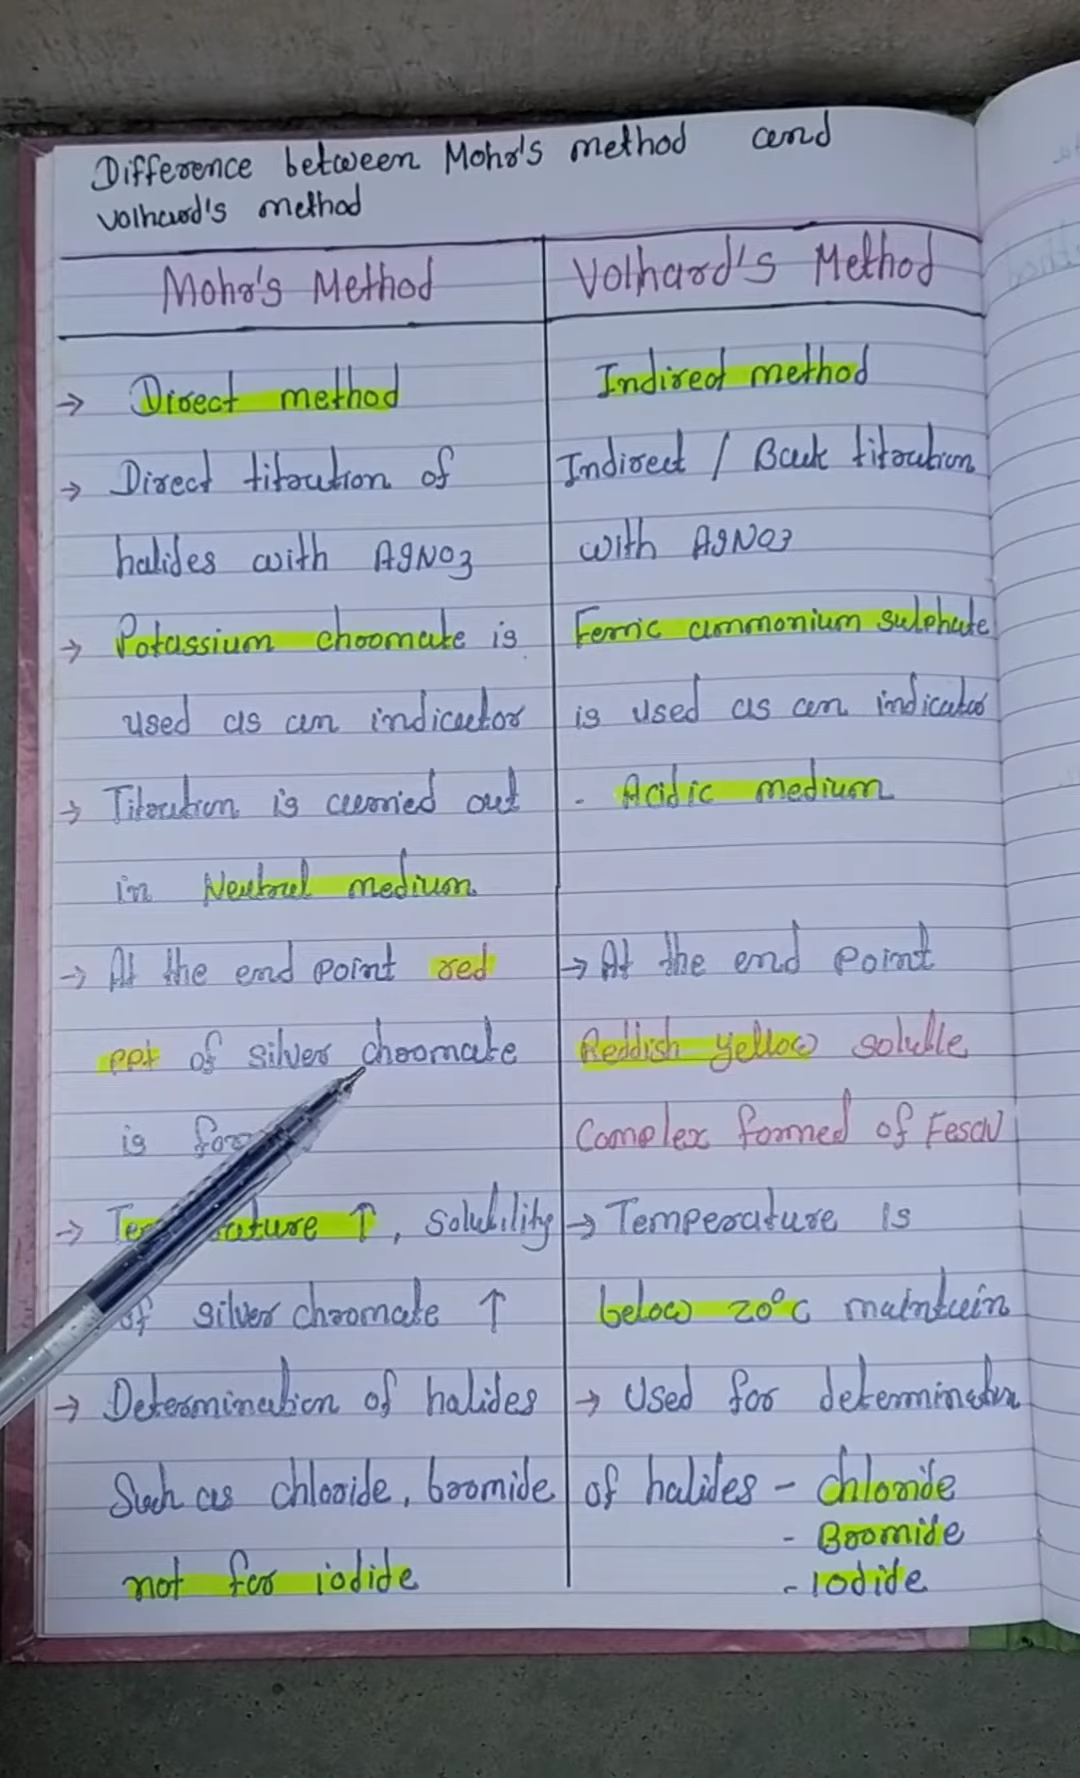 Difference between Mohr's method and
Volhard's method
Mohr's Method
Volhard's Method
→ Direct method
Indirect method
→ Direct titration of
halides with AgNO3
Indirect / Back titration
with AgNO3
→ Potassium chromate is
used as an indicator
Ferric ammonium sulphate
is used as an indicator
→ Titration is carried out
in Neutral medium
- Acidic medium
→ At the end point red
ppt of silver chromate
is
→ At the end point
Reddish yellow soluble
Complex formed of FeSCN
→ Temperature ↑, solubility
of silver chromate ↑
→ Temperature is
below 20°C maintain
→ Determination of halides
Such as chloride, bromide
not for iodide
→ Used for determination
of halides - chloride
- Bromide
- Iodide